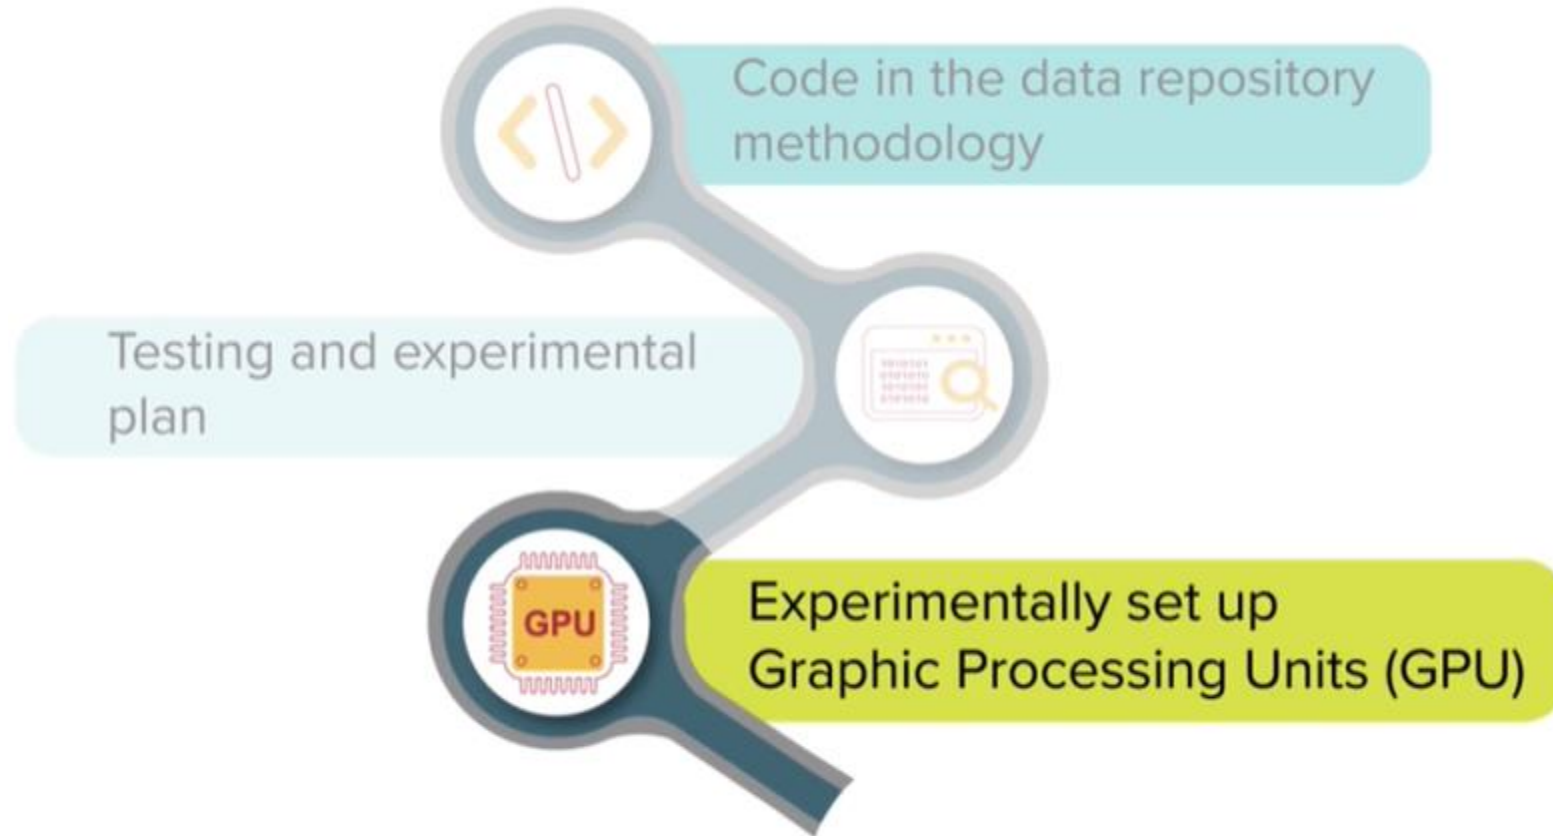 Code in the data repository
methodology
Testing and experimental
plan
GPU
Experimentally set up
Graphic Processing Units (GPU)